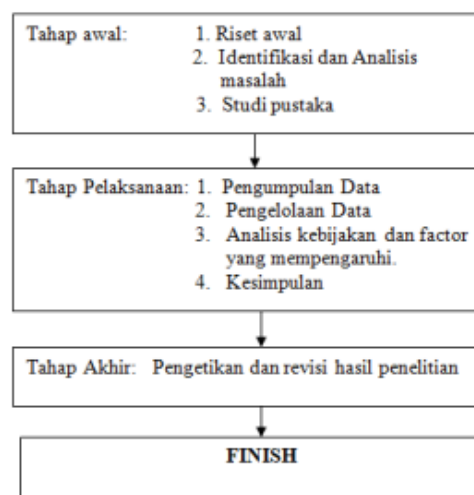 Tahap awal: 1. Riset awal
2. Identifikasi dan Analisis
masalah
3. Studi pustaka
Tahap Pelaksanaan: 1. Pengumpulan Data
2. Pengelolaan Data
3. Analisis kebijakan dan factor
yang mempengaruhi.
4. Kesimpulan
Tahap Akhir: Pengetikan dan revisi hasil penelitian
FINISH